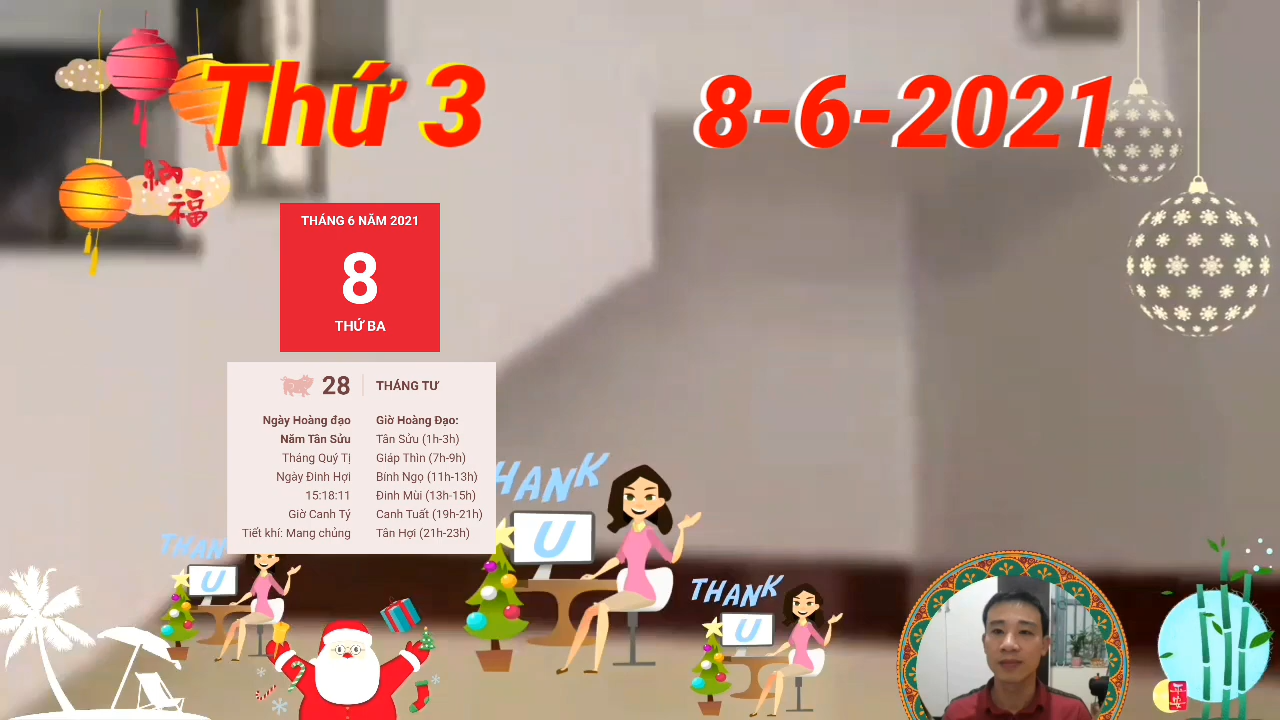 Thứ 3
8-6-2021
納
福
THÁNG 6 NĂM 2021
8
THỨ BA
28
THÁNG TƯ
Ngày Hoàng đạo
Năm Tân Sửu
Tháng Quý Tị
Ngày Đinh Hợi
15:18:11
Giờ Canh Tý
Tiết khí: Mang chủng
Giờ Hoàng Đạo:
Tân Sửu (1h-3h)
Giáp Thìn (7h-9h)
Bính Ngọ (11h-13h)
Đinh Mùi (13h-15h)
Canh Tuất (19h-21h)
Tân Hợi (21h-23h)
HANK
U
THAN
U
THANK
U